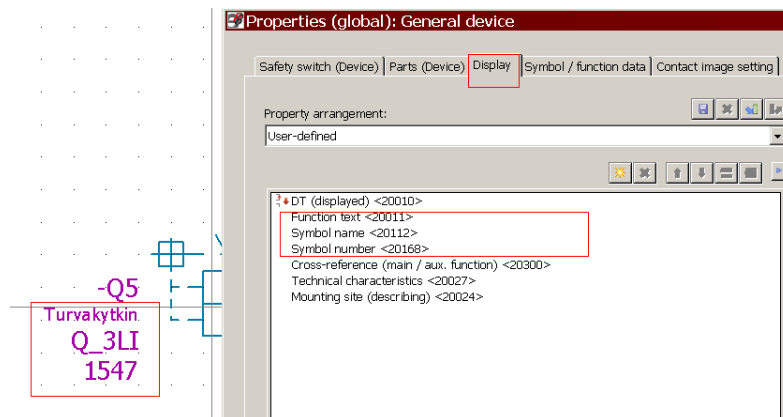 Properties (global): General device
Safety switch (Device)
Parts (Device)
Display
Symbol / function data
Contact image setting
Property arrangement:
User-defined
DT (displayed) <20010>
Function text <20011>
Symbol name <20112>
Symbol number <20168>
Cross-reference (main / aux. function) <20300>
Technical characteristics <20027>
Mounting site (describing) <20024>
-Q5
Turvakytkin
Q_3LI
1547